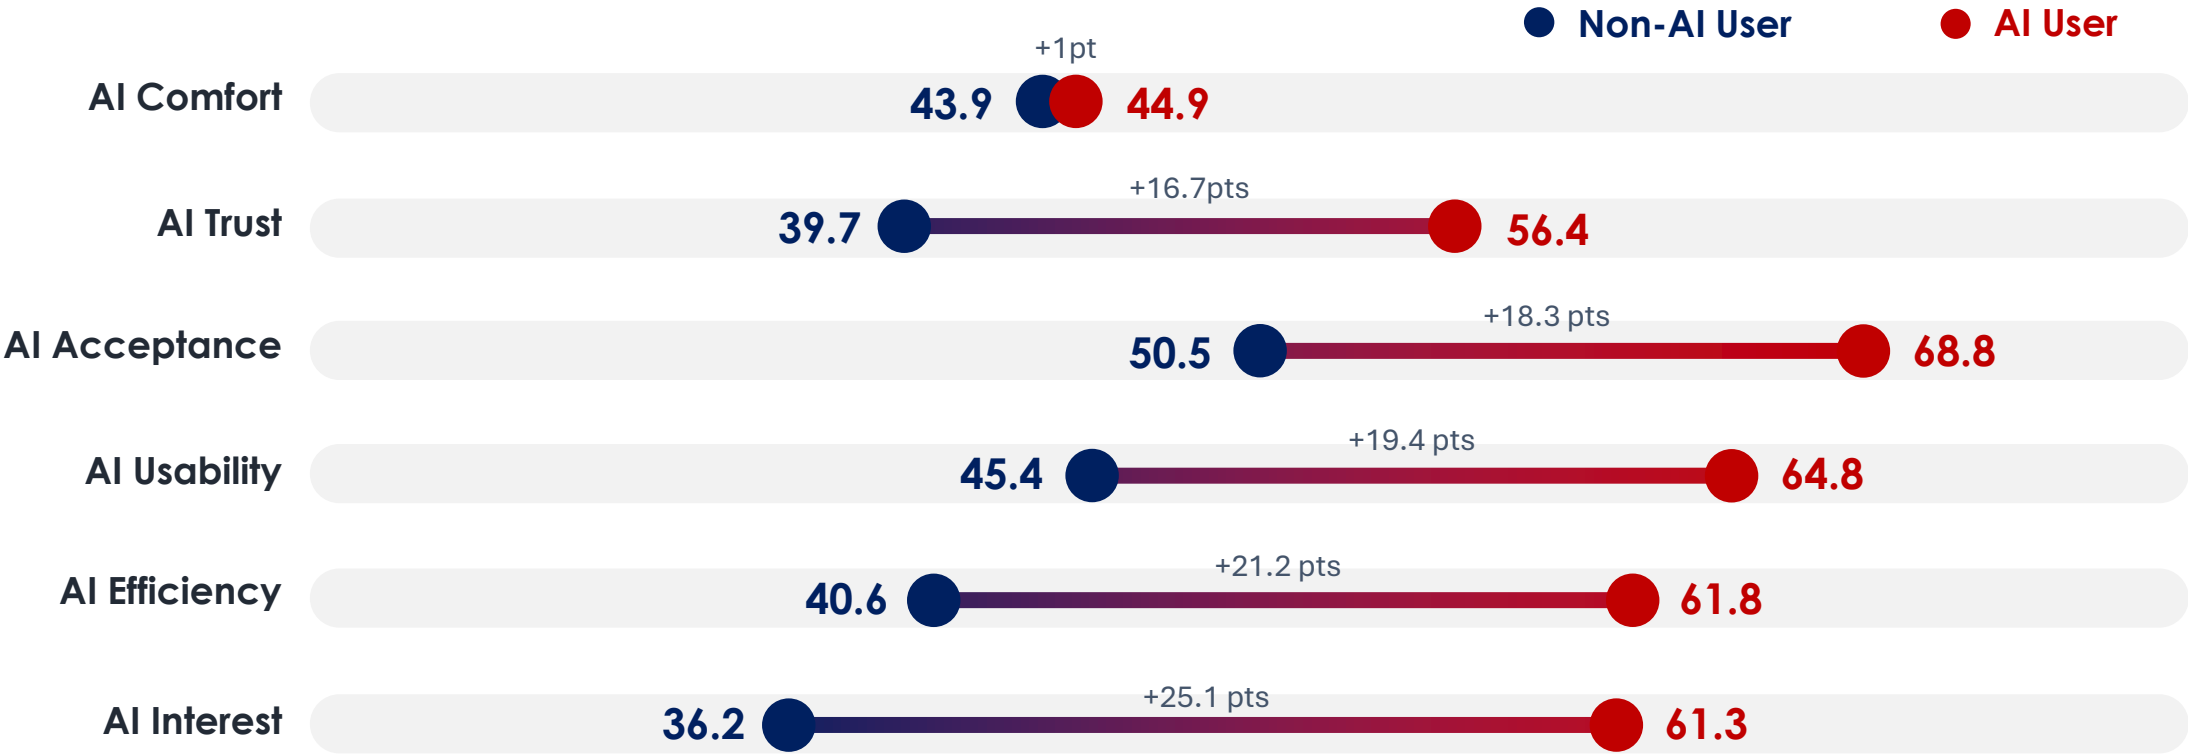 Non-AI User
AI User
+1pt
AI Comfort
43.9
44.9
+16.7pts
AI Trust
39.7
56.4
+18.3 pts
AI Acceptance
50.5
68.8
+19.4 pts
AI Usability
45.4
64.8
+21.2 pts
AI Efficiency
40.6
61.8
+25.1 pts
AI Interest
36.2
61.3